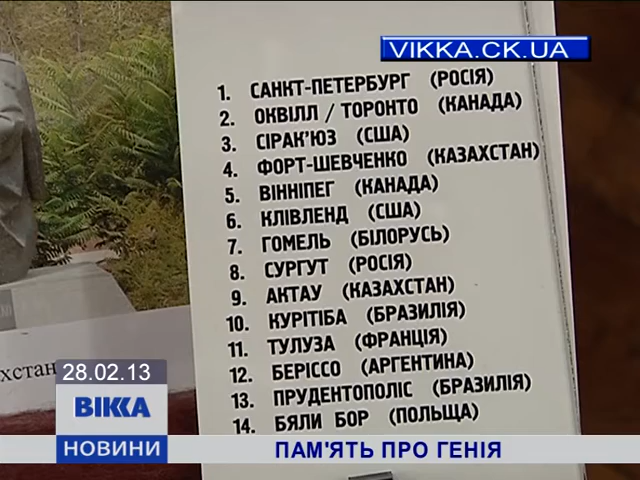 VIKKA.CK.UA
1. САНКТ-ПЕТЕРБУРГ (РОСІЯ)
2. ОКВІЛЛ / ТОРОНТО (КАНАДА)
3. СІРАК'ЮЗ (США)
4. ФОРТ-ШЕВЧЕНКО (КАЗАХСТАН)
5. ВІННІПЕГ (КАНАДА)
6. КЛІВЛЕНД (США)
7. ГОМЕЛЬ (БІЛОРУСЬ)
8. СУРГУТ (РОСІЯ)
9. АКТАУ (КАЗАХСТАН)
10. КУРІТІБА (БРАЗИЛІЯ)
11. ТУЛУЗА (ФРАНЦІЯ)
12. БЕРІССО (АРГЕНТИНА)
13. ПРУДЕНТОПОЛІС (БРАЗИЛІЯ)
14. БЯЛИ БОР (ПОЛЬЩА)
хстан
28.02.13
ВІККА
НОВИНИ
ПАМ'ЯТЬ ПРО ГЕНІЯ